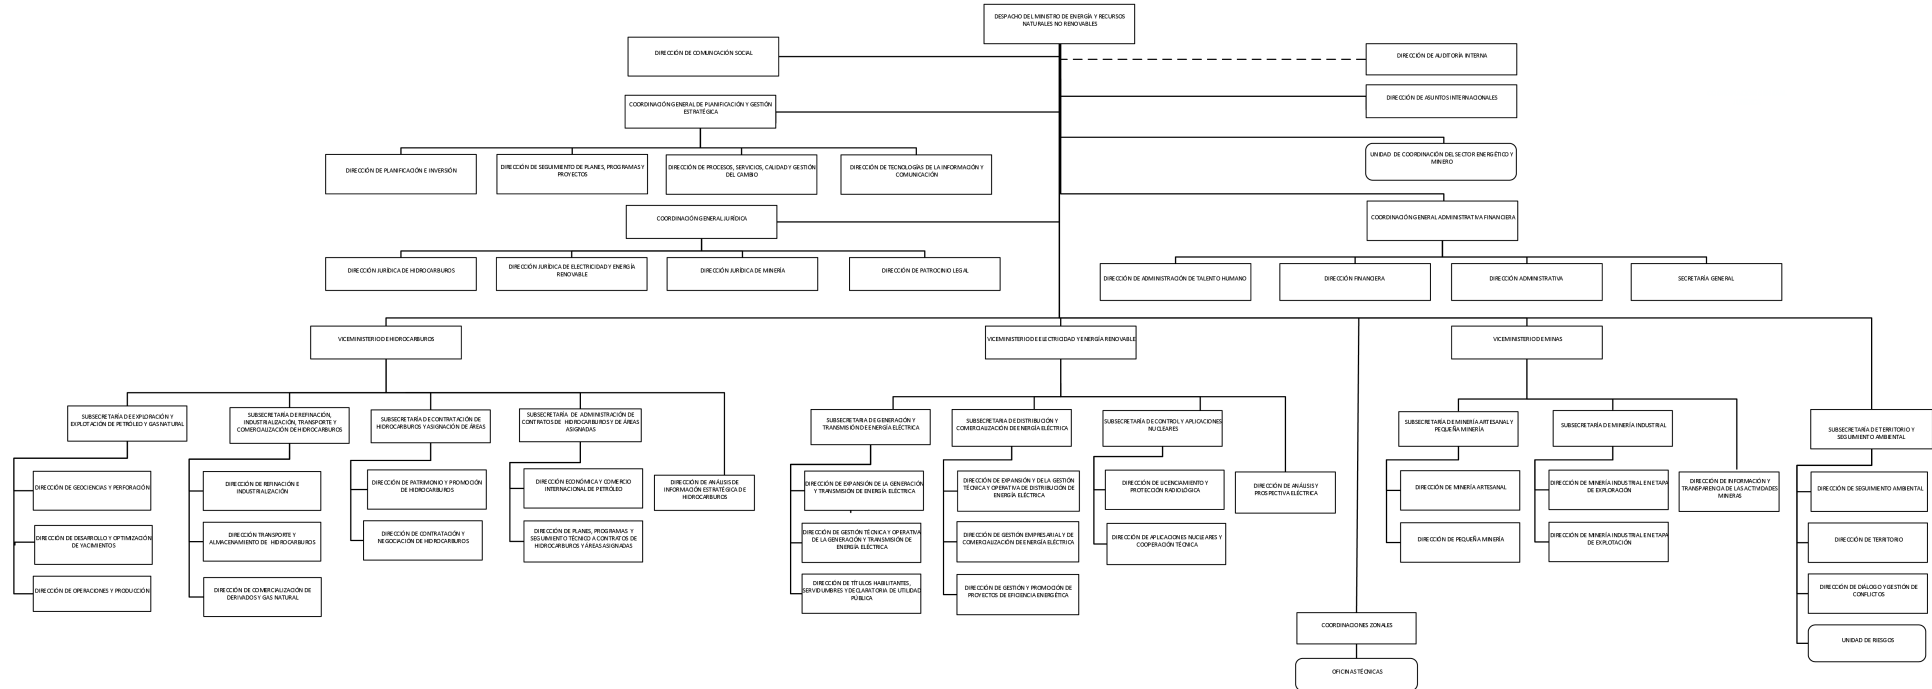 DESPACHO DEL MINISTRO DE ENERGÍA Y RECURSOS
NATURALES NO RENOVABLES
DIRECCIÓN DE COMUNCACIÓN SOCIAL
DIRECCIÓN DE AUDITORÍA INTERNA
DIRECCIÓN DE ASUNTOS INTERNACIONALES
COORDINACIÓN GENERAL DE PLANIFICACIÓN Y GESTIÓN
ESTRATÉGICA
UNIDAD DE COORDINACIÓN DEL SECTOR ENERGÉTICO Y
MINERO
DIRECCIÓN DE PLANIFICACIÓN E INVERSIÓN
DIRECCIÓN DE SEGUIMIENTO DE PLANES, PROGRAMAS Y
PROYECTOS
DIRECCIÓN DE PROCESOS, SERVICIOS, CALIDAD Y GESTIÓN
DEL CAMBIO
DIRECCIÓN DE TECNOLOGÍAS DE LA INFORMACIÓN Y
COMUNICACIÓN
COORDINACIÓN GENERAL JURÍDICA
COORDINACIÓN GENERAL ADMINISTRATIVA FINANCIERA
DIRECCIÓN JURÍDICA DE HIDROCARBUROS
DIRECCIÓN JURÍDICA DE ELECTRICIDAD Y ENERGÍA
RENOVABLE
DIRECCIÓN JURÍDICA DE MINERÍA
DIRECCIÓN DE PATROCINIO LEGAL
DIRECCIÓN DE ADMINISTRACIÓN DE TALENTO HUMANO
DIRECCIÓN FINANCIERA
DIRECCIÓN ADMINISTRATIVA
SECRETARÍA GENERAL
VICEMINISTERIO DE HIDROCARBUROS
VICEMINISTERIO DE ELECTRICIDAD Y ENERGÍA RENOVABLE
VICEMINISTERIO DE MINAS
SUBSECRETARÍA DE EXPLORACIÓN Y
EXPLOTACIÓN DE PETRÓLEO Y GAS NATURAL
SUBSECRETARÍA DE REFINACIÓN,
INDUSTRIALIZACIÓN, TRANSPORTE Y
COMERCIALIZACIÓN DE HIDROCARBUROS
SUBSECRETARÍA DE CONTRATACIÓN DE
HIDROCARBUROS Y ASIGNACIÓN DE ÁREAS
SUBSECRETARÍA DE ADMINISTRACIÓN DE
CONTRATOS DE HIDROCARBUROS Y DE ÁREAS
ASIGNADAS
SUBSECRETARIA DE GENERACIÓN Y
TRANSMISIÓN DE ENERGÍA ELÉCTRICA
SUBSECRETARIA DE DISTRIBUCIÓN Y
COMERCIALIZACIÓN DE ENERGÍA ELÉCTRICA
SUBSECRETARÍA DE CONTROL Y APLICACIONES
NUCLEARES
SUBSECRETARÍA DE MINERÍA ARTESANAL Y
PEQUEÑA MINERÍA
SUBSECRETARÍA DE MINERÍA INDUSTRIAL
SUBSECRETARÍA DE TERRITORIO Y
SEGUIMIENTO AMBIENTAL
DIRECCIÓN DE GEOCIENCIAS Y PERFORACIÓN
DIRECCIÓN DE REFINACIÓN E
INDUSTRIALIZACIÓN
DIRECCIÓN DE PATRIMONIO Y PROMOCIÓN
DE HIDROCARBUROS
DIRECCIÓN ECONÓMICA Y COMERCIO
INTERNACIONAL DE PETRÓLEO
DIRECCIÓN DE ANÁLISIS DE
INFORMACIÓN ESTRATÉGICA DE
HIDROCARBUROS
DIRECCIÓN DE EXPANSIÓN DE LA GENERACIÓN
Y TRANSMISIÓN DE ENERGÍA ELÉCTRICA
DIRECCIÓN DE EXPANSIÓN Y DE LA GESTIÓN
TÉCNICA Y OPERATIVA DE DISTRIBUCIÓN DE
ENERGÍA ELÉCTRICA
DIRECCIÓN DE LICENCIAMIENTO Y
PROTECCIÓN RADIOLÓGICA
DIRECCIÓN DE ANÁLISIS Y
PROSPECTIVA ELÉCTRICA
DIRECCIÓN DE MINERÍA ARTESANAL
DIRECCIÓN DE MINERÍA INDUSTRIAL EN ETAPA
DE EXPLORACIÓN
DIRECCIÓN DE INFORMACIÓN Y
TRANSPARENCIA DE LAS ACTIVIDADES
MINERAS
DIRECCIÓN DE SEGUIMIENTO AMBIENTAL
DIRECCIÓN DE DESARROLLO Y OPTIMIZACIÓN
DE YACIMIENTOS
DIRECCIÓN TRANSPORTE Y
ALMACENAMIENTO DE HIDROCARBUROS
DIRECCIÓN DE CONTRATACIÓN Y
NEGOCIACIÓN DE HIDROCARBUROS
DIRECCIÓN DE PLANES, PROGRAMAS Y
SEGUIMIENTO TÉCNICO A CONTRATOS DE
HIDROCARBUROS Y ÁREAS ASIGNADAS
DIRECCIÓN DE GESTIÓN TÉCNICA Y OPERATIVA
DE LA GENERACIÓN Y TRANSMISIÓN DE
ENERGÍA ELÉCTRICA
DIRECCIÓN DE GESTIÓN EMPRESARIAL Y DE
COMERCIALIZACIÓN DE ENERGÍA ELÉCTRICA
DIRECCIÓN DE APLICACIONES NUCLEARES Y
COOPERACIÓN TÉCNICA
DIRECCIÓN DE PEQUEÑA MINERÍA
DIRECCIÓN DE MINERÍA INDUSTRIAL EN ETAPA
DE EXPLOTACIÓN
DIRECCIÓN DE TERRITORIO
DIRECCIÓN DE OPERACIONES Y PRODUCCIÓN
DIRECCIÓN DE COMERCIALIZACIÓN DE
DERIVADOS Y GAS NATURAL
DIRECCIÓN DE TÍTULOS HABILITANTES,
SERVIDUMBRES Y DECLARATORIA DE UTILIDAD
PÚBLICA
DIRECCIÓN DE GESTIÓN Y PROMOCIÓN DE
PROYECTOS DE EFICIENCIA ENERGÉTICA
DIRECCIÓN DE DIÁLOGO Y GESTIÓN DE
CONFLICTOS
COORDINACIONES ZONALES
UNIDAD DE RIESGOS
OFICINAS TÉCNICAS